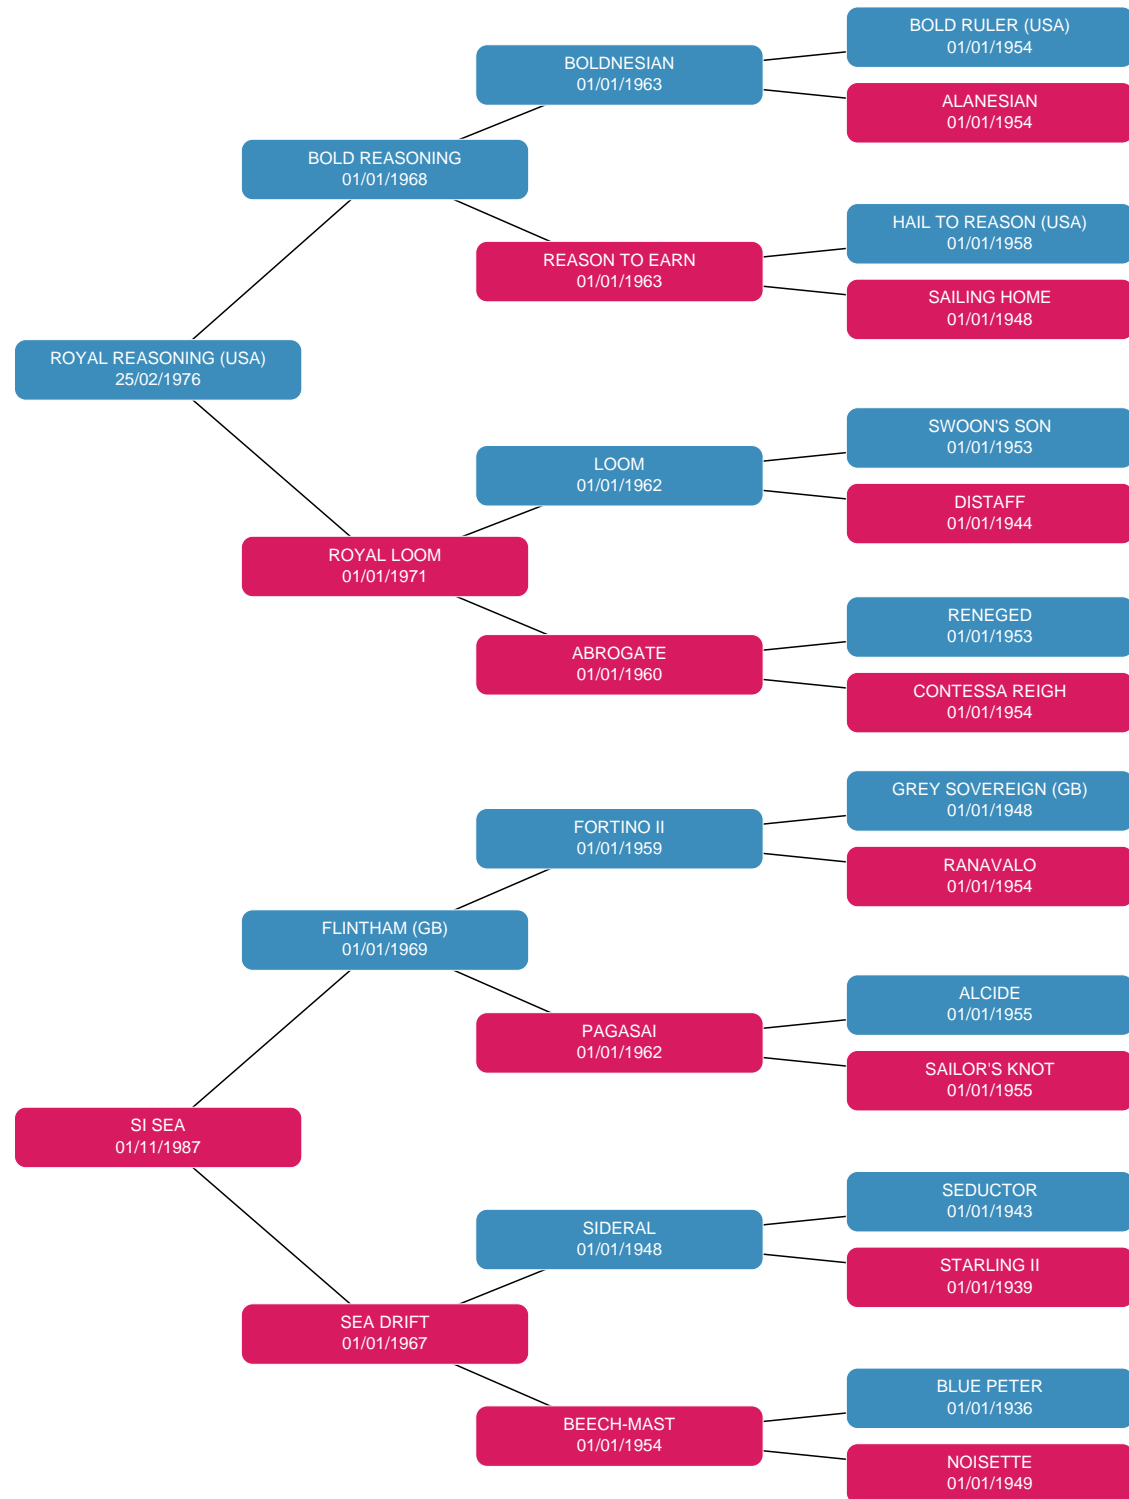 BOLD RULER (USA)
01/01/1954
BOLDNESIAN
01/01/1963
ALANESIAN
01/01/1954
BOLD REASONING
01/01/1968
HAIL TO REASON (USA)
01/01/1958
REASON TO EARN
01/01/1963
SAILING HOME
01/01/1948
ROYAL REASONING (USA)
25/02/1976
SWOON'S SON
01/01/1953
LOOM
01/01/1962
DISTAFF
01/01/1944
ROYAL LOOM
01/01/1971
RENEGED
01/01/1953
ABROGATE
01/01/1960
CONTESSA REIGH
01/01/1954
GREY SOVEREIGN (GB)
01/01/1948
FORTINO II
01/01/1959
RANAVALO
01/01/1954
FLINTHAM (GB)
01/01/1969
ALCIDE
01/01/1955
PAGASAI
01/01/1962
SAILOR'S KNOT
01/01/1955
SI SEA
01/11/1987
SEDUCTOR
01/01/1943
SIDERAL
01/01/1948
STARLING II
01/01/1939
SEA DRIFT
01/01/1967
BLUE PETER
01/01/1936
BEECH-MAST
01/01/1954
NOISETTE
01/01/1949